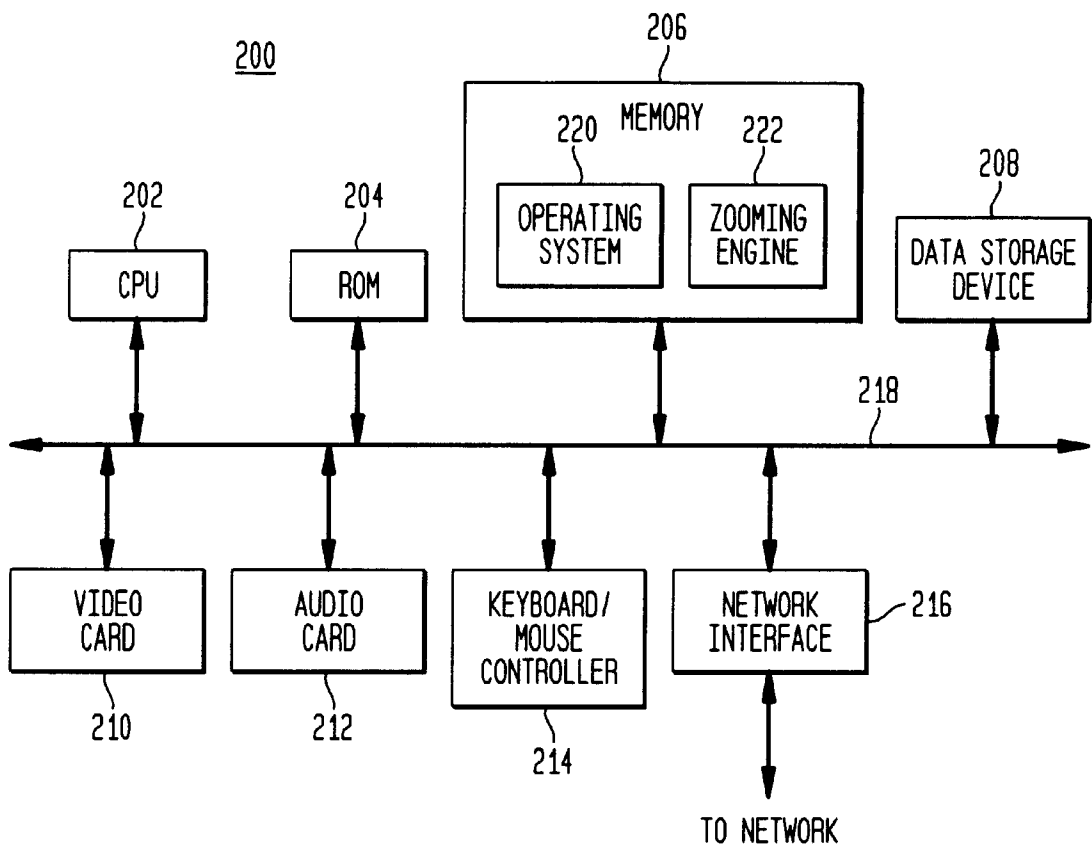 200
206
MEMORY
220
222
OPERATING
SYSTEM
ZOOMING
ENGINE
202
CPU
204
ROM
208
DATA STORAGE
DEVICE
218
VIDEO
CARD
210
AUDIO
CARD
212
KEYBOARD/
MOUSE
CONTROLLER
214
NETWORK
INTERFACE
216
TO NETWORK